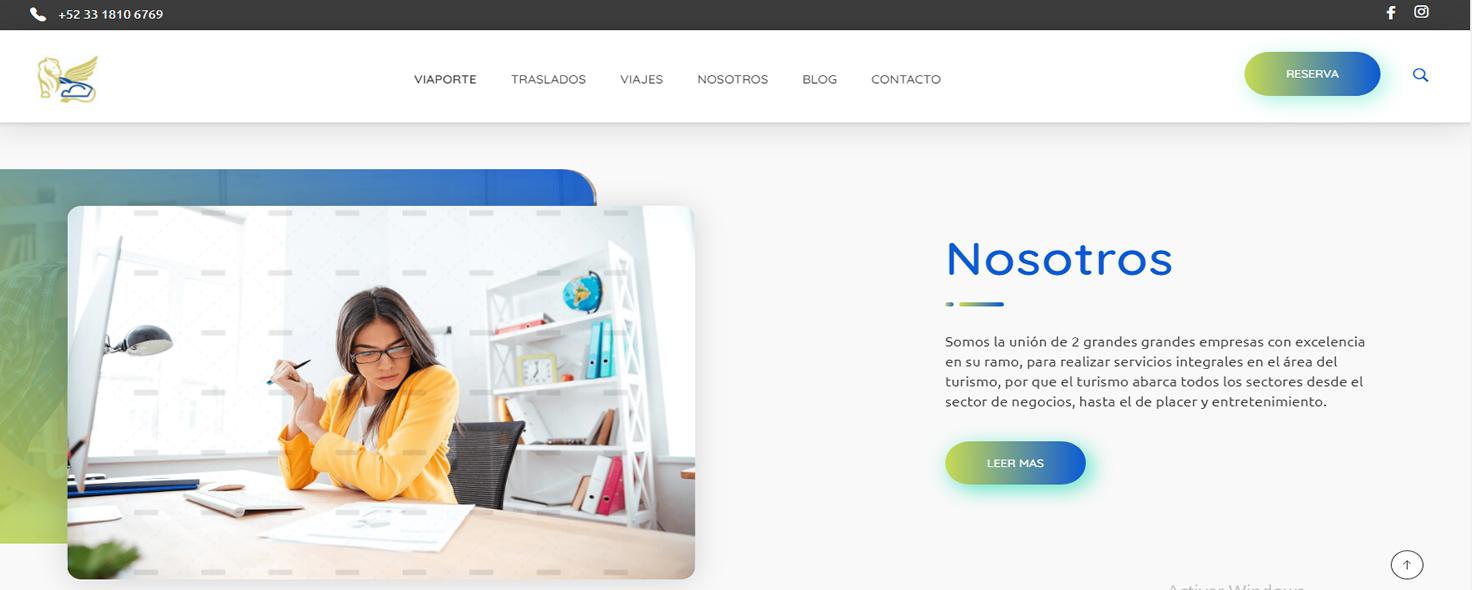 +52 33 1810 6769
VIAPORTE TRASLADOS VIAJES NOSOTROS BLOG CONTACTO RESERVA
Nosotros
Somos la unión de 2 grandes grandes empresas con excelencia
en su ramo, para realizar servicios integrales en el área del
turismo, por que el turismo abarca todos los sectores desde el
sector de negocios, hasta el de placer y entretenimiento.
LEER MAS
Activar Windows